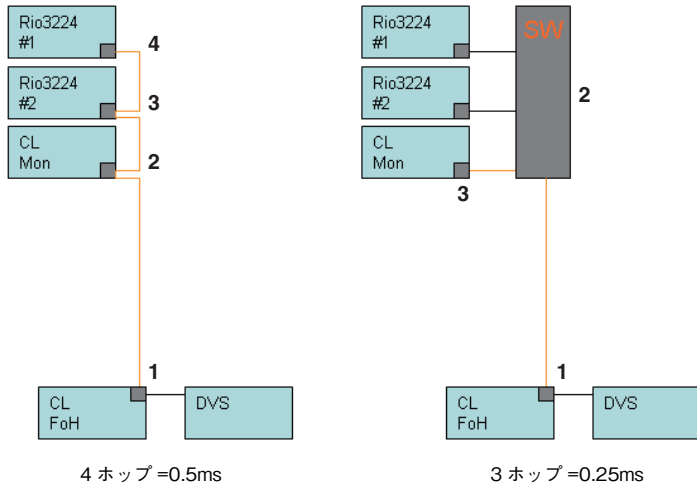 Rio3224
#1
4
Rio3224
#2
3
CL
Mon
2
1
CL
FoH
DVS
4 ホップ =0.5ms
Rio3224
#1
SW
Rio3224
#2
2
CL
Mon
3
1
CL
FoH
DVS
3 ホップ =0.25ms